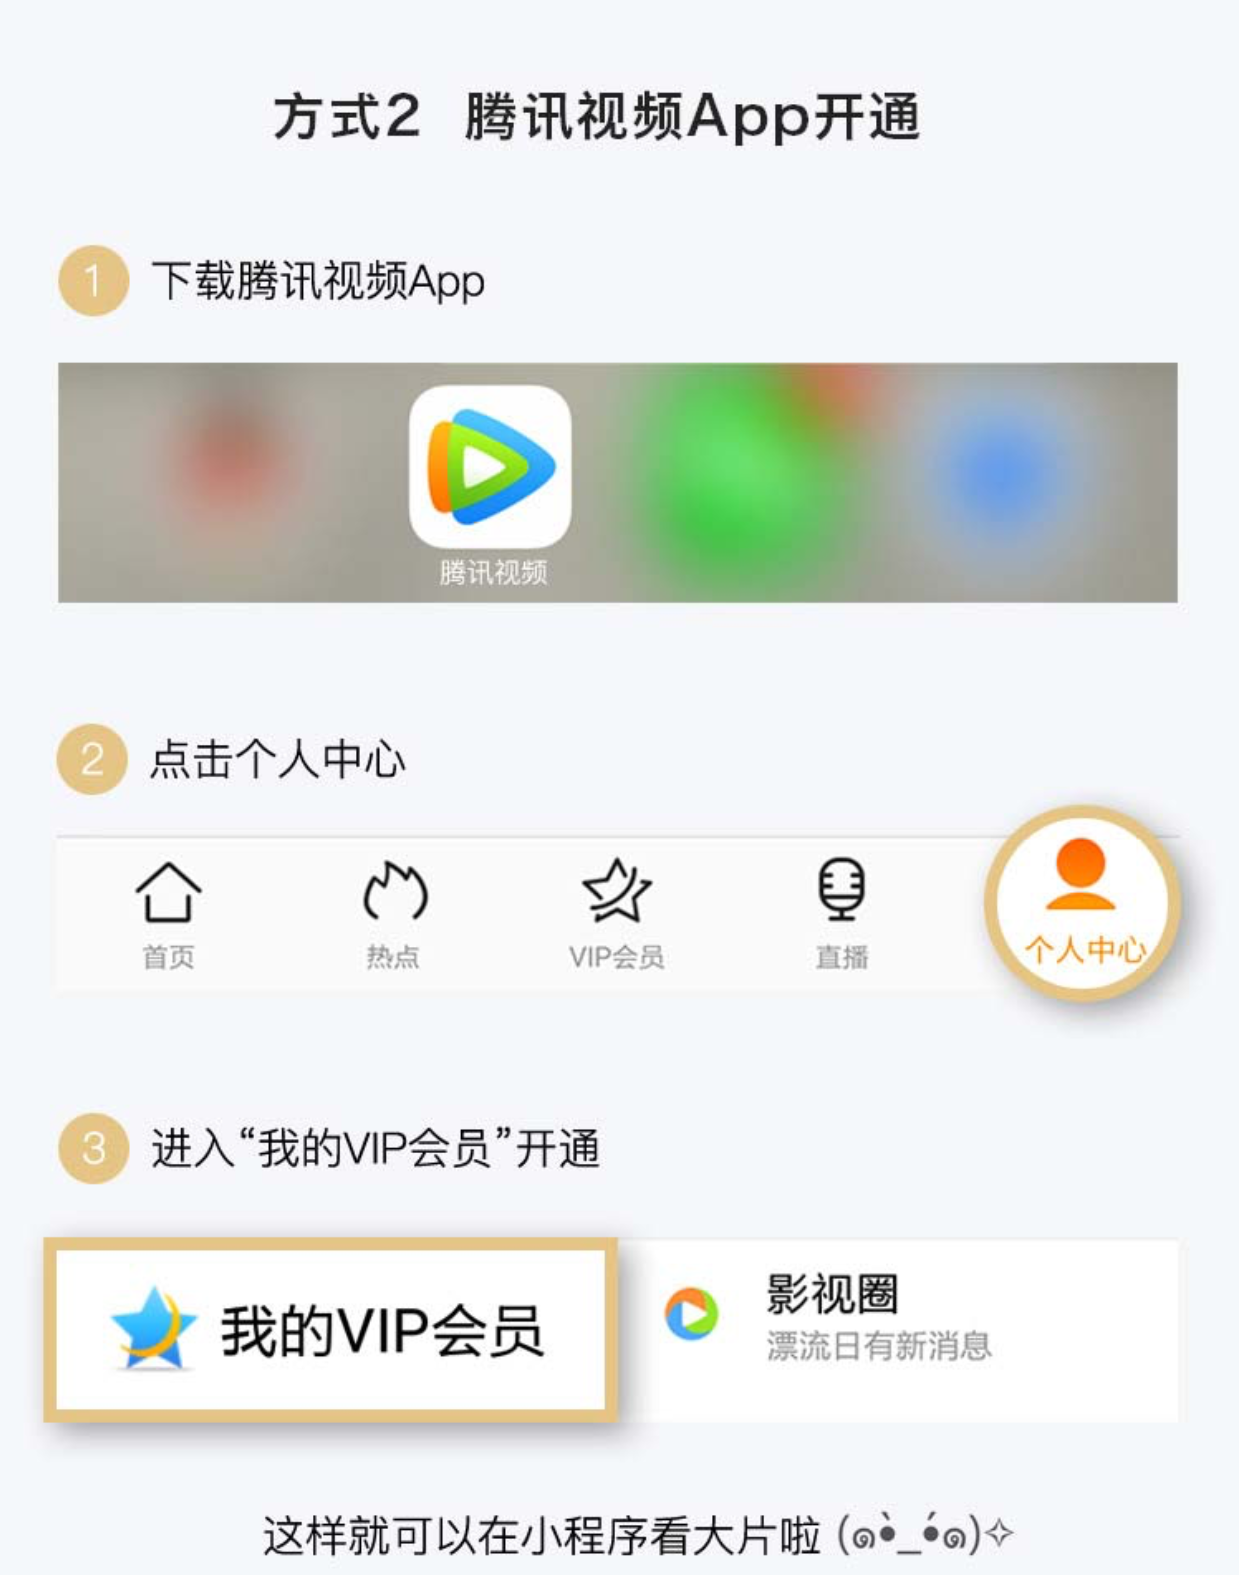 方式2 腾讯视频App开通
1 下载腾讯视频App
腾讯视频
2 点击个人中心
首页 热点 VIP会员 直播 个人中心
3 进入“我的VIP会员”开通
我的VIP会员
影视圈
漂流日有新消息
这样就可以在小程序看大片啦 (๑•̀_•́๑)✧